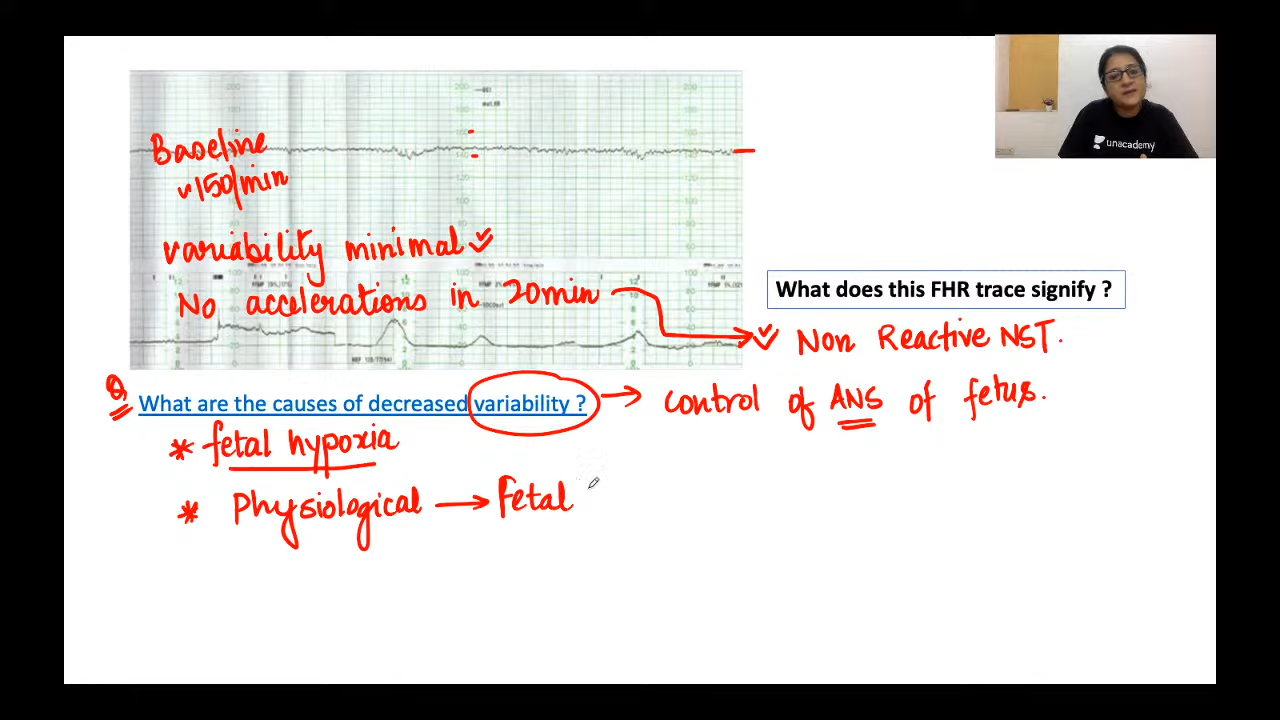 unacademy
Baseline
~150/min
variability minimal
No accelerations in 20min
What does this FHR trace signify ?
Non Reactive NST.
Q What are the causes of decreased variability ?
control of ANS of fetus.
* fetal hypoxia
* Physiological → Fetal